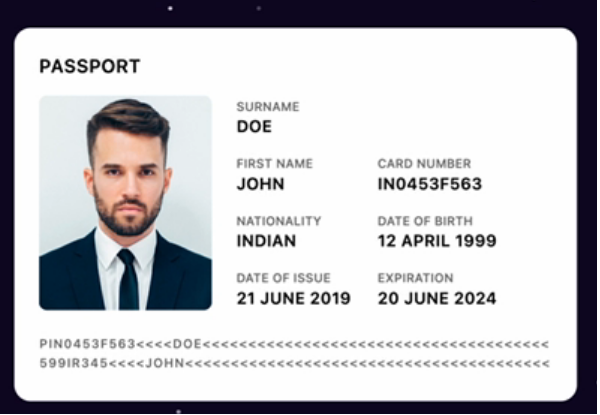 PASSPORT
SURNAME
DOE
FIRST NAME CARD NUMBER
JOHN IN0453F563
NATIONALITY DATE OF BIRTH
INDIAN 12 APRIL 1999
DATE OF ISSUE EXPIRATION
21 JUNE 2019 20 JUNE 2024
PIN0453F563<<<<DOE<<<<<<<<<<<<<<<<<<<<<<<<<<<<<<<<<<<<<<
599IR345<<<<JOHN<<<<<<<<<<<<<<<<<<<<<<<<<<<<<<<<<<<<<<<<